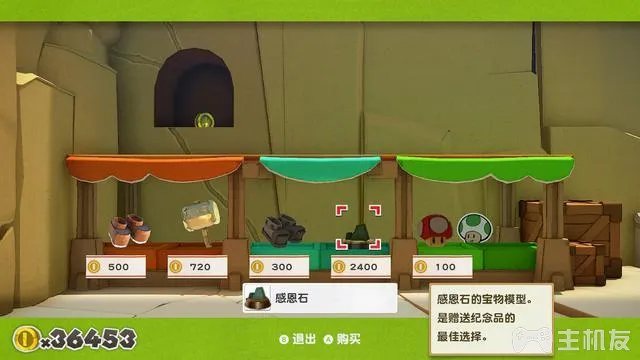 500
720
300
2400
100
感恩石
感恩石的宝物模型。
是赠送纪念品的
最佳选择。
×36453
B 退出 A 购买
主机友